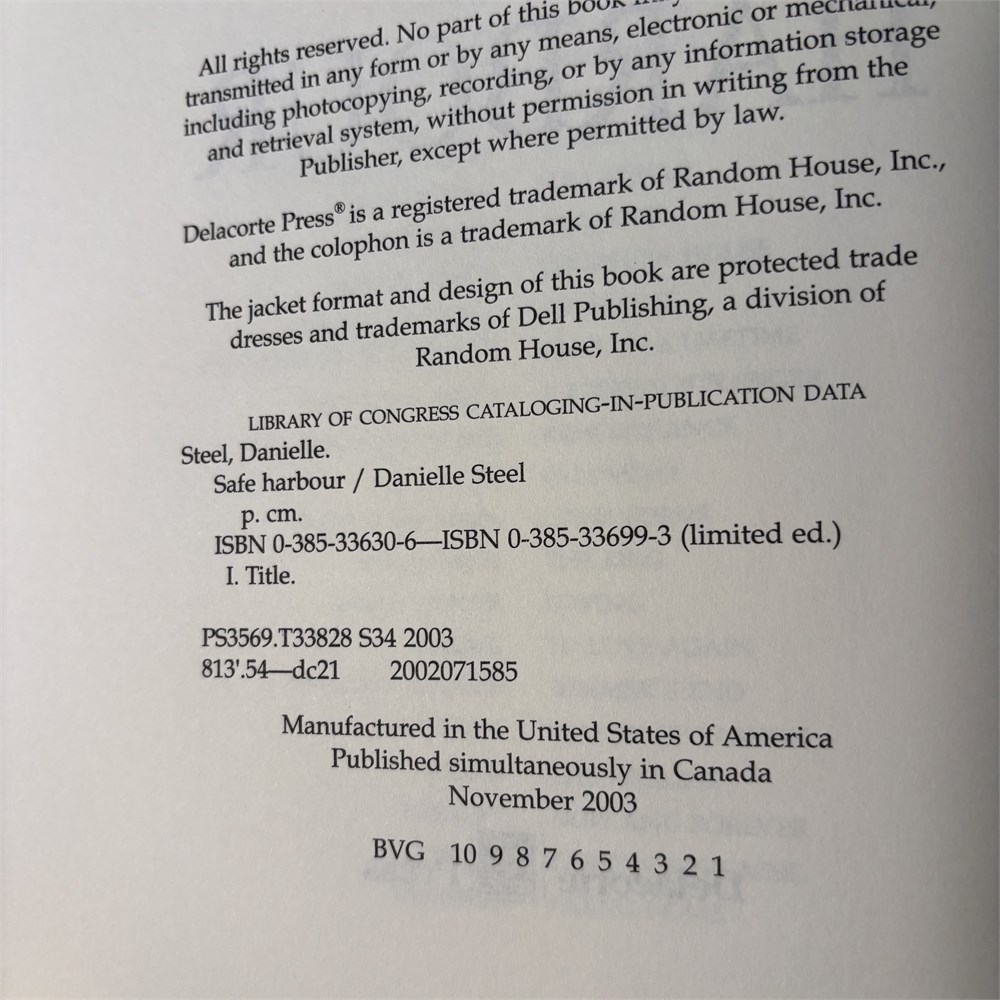 All rights reserved. No part of this book
transmitted in any form or by any means, electronic or mechanical,
including photocopying, recording, or by any information storage
and retrieval system, without permission in writing from the
Publisher, except where permitted by law.
Delacorte Press® is a registered trademark of Random House, Inc.,
and the colophon is a trademark of Random House, Inc.
The jacket format and design of this book are protected trade
dresses and trademarks of Dell Publishing, a division of
Random House, Inc.
LIBRARY OF CONGRESS CATALOGING-IN-PUBLICATION DATA
Steel, Danielle.
Safe harbour / Danielle Steel
p. cm.
ISBN 0-385-33630-6—ISBN 0-385-33699-3 (limited ed.)
I. Title.
PS3569.T33828 S34 2003
813'.54—dc21 2002071585
Manufactured in the United States of America
Published simultaneously in Canada
November 2003
BVG 10 9 8 7 6 5 4 3 2 1